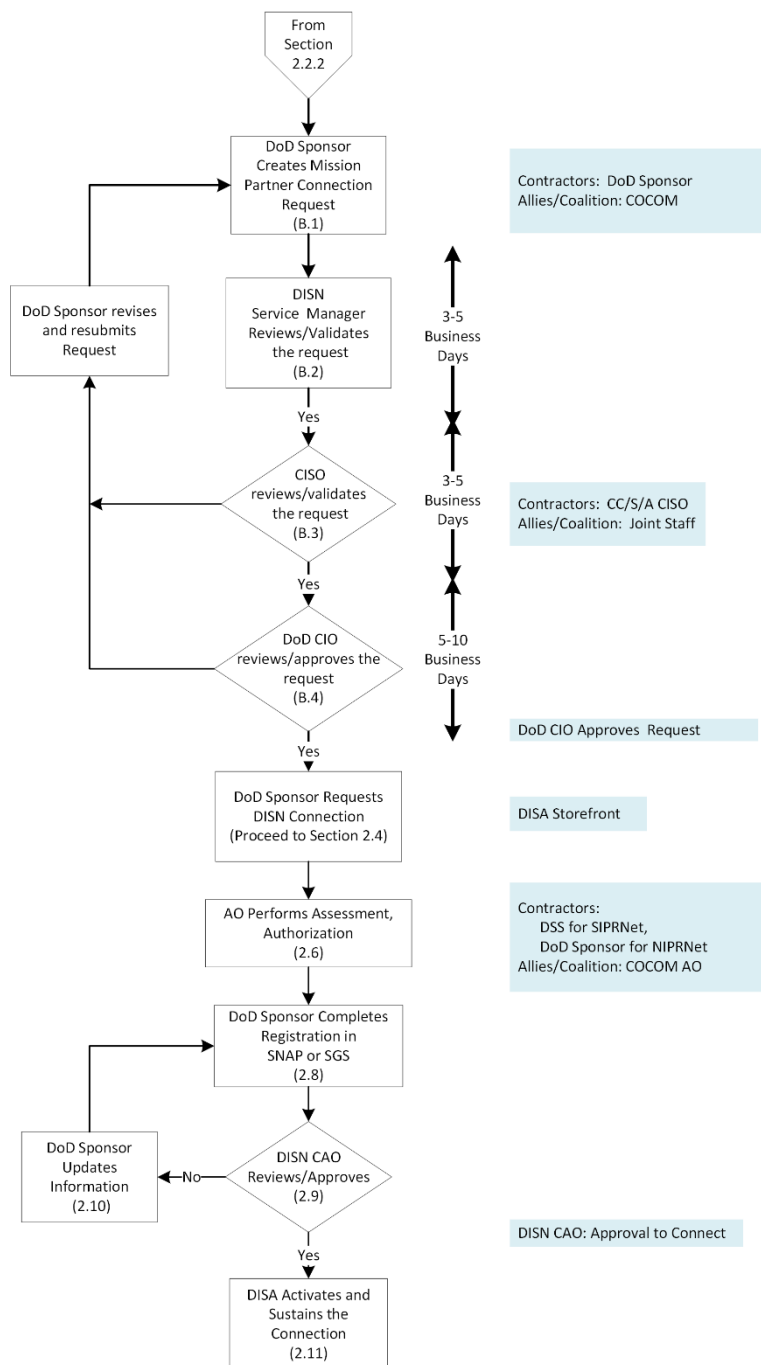 From
Section
2.2.2
DoD Sponsor
Creates Mission
Partner Connection
Request
(B.1)
Contractors: DoD Sponsor
Allies/Coalition: COCOM
DoD Sponsor revises
and resubmits
Request
DISN
Service Manager
Reviews/Validates
the request
(B.2)
3-5
Business
Days
Yes
CISO
reviews/validates
the request
(B.3)
3-5
Business
Days
Contractors: CC/S/A CISO
Allies/Coalition: Joint Staff
Yes
DoD CIO
reviews/approves the
request
(B.4)
5-10
Business
Days
DoD CIO Approves Request
Yes
DoD Sponsor Requests
DISN Connection
(Proceed to Section 2.4)
DISA Storefront
AO Performs Assessment,
Authorization
(2.6)
Contractors:
DSS for SIPRNet,
DoD Sponsor for NIPRNet
Allies/Coalition: COCOM AO
DoD Sponsor Completes
Registration in
SNAP or SGS
(2.8)
DoD Sponsor
Updates
Information
(2.10)
No
DISN CAO
Reviews/Approves
(2.9)
DISN CAO: Approval to Connect
Yes
DISA Activates and
Sustains the
Connection
(2.11)